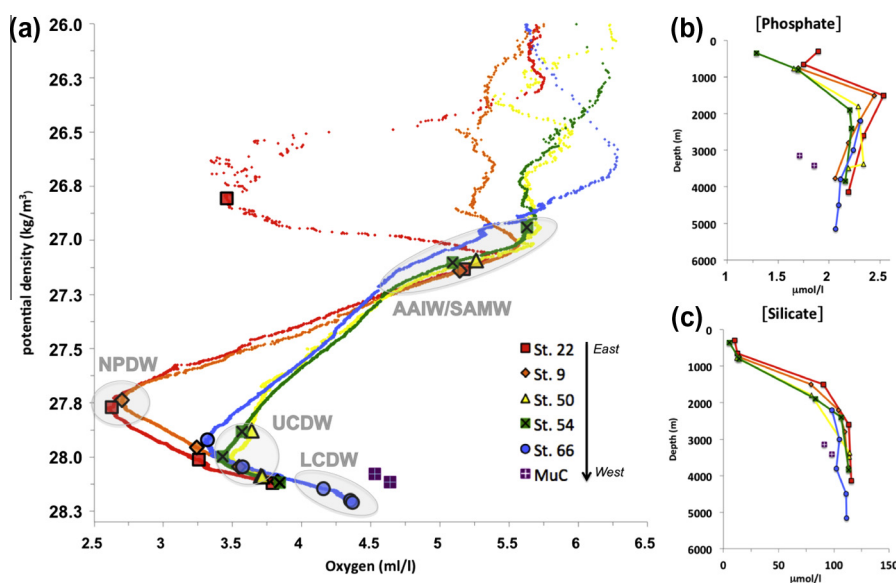 (a)
26.0
26.3
26.5
26.8
27.0
27.3
27.5
27.8
28.0
28.3
potential density (kg/m³)
2.5 3 3.5 4 4.5 5 5.5 6 6.5
Oxygen (ml/l)
AAIW/SAMW
NPDW
UCDW
LCDW
St. 22
St. 9
St. 50
St. 54
St. 66
MuC
East
West
(b)
[Phosphate]
0
1000
2000
3000
4000
5000
6000
Depth (m)
1 1.5 2 2.5
µmol/l
(c)
[Silicate]
0
1000
2000
3000
4000
5000
6000
Depth (m)
0 50 100 150
µmol/l